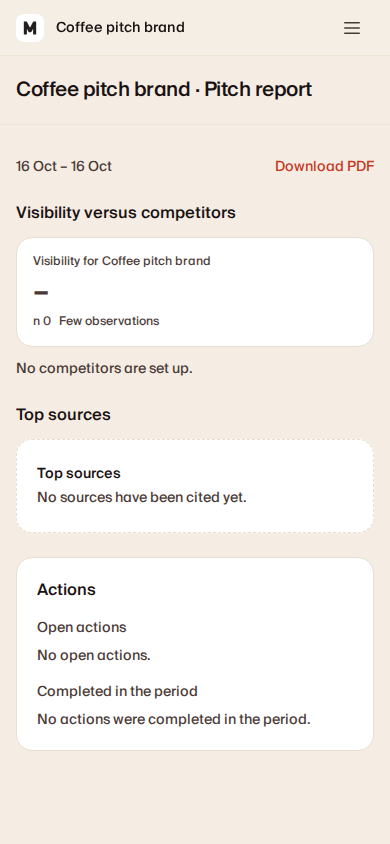 M Coffee pitch brand
Coffee pitch brand · Pitch report
16 Oct – 16 Oct Download PDF
Visibility versus competitors
Visibility for Coffee pitch brand
–
n 0 Few observations
No competitors are set up.
Top sources
Top sources
No sources have been cited yet.
Actions
Open actions
No open actions.
Completed in the period
No actions were completed in the period.